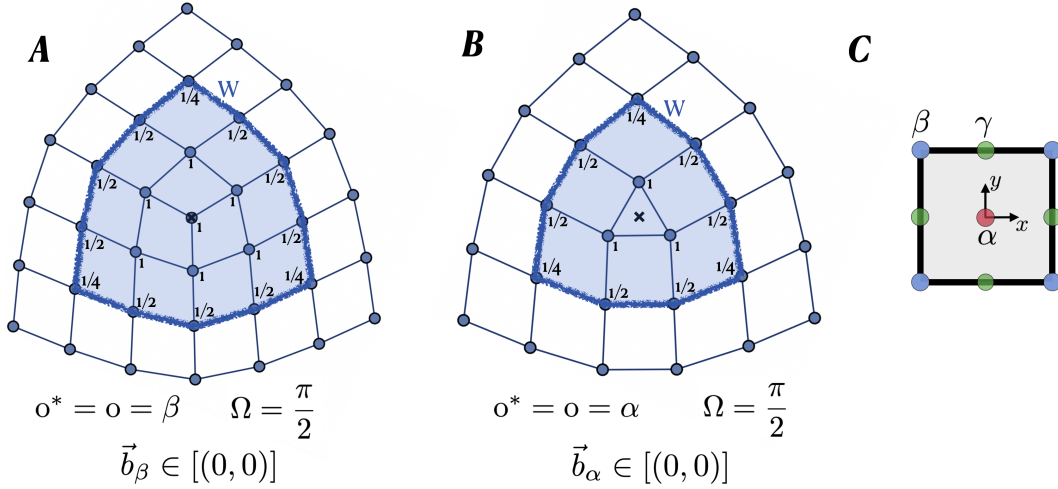 A
W
1/4
1/2
1/2
1
1/2
1/2
1
1
1
1/2
1/2
1
1
1
1/4
1/4
1/2
1/2
1/2
o* = o = β Ω = π/2
b⃗_β ∈ [(0, 0)]
B
W
1/4
1/2
1/2
1
1/2
1/2
1
1
1/4
1/4
1/2
1/2
o* = o = α Ω = π/2
b⃗_α ∈ [(0, 0)]
C
β γ
y
x
α